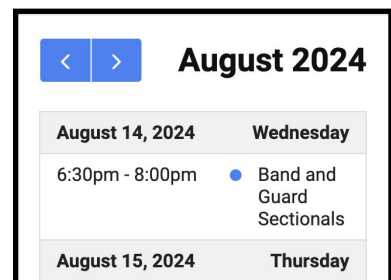 August 2024
August 14, 2024 Wednesday
6:30pm - 8:00pm Band and
Guard
Sectionals
August 15, 2024 Thursday